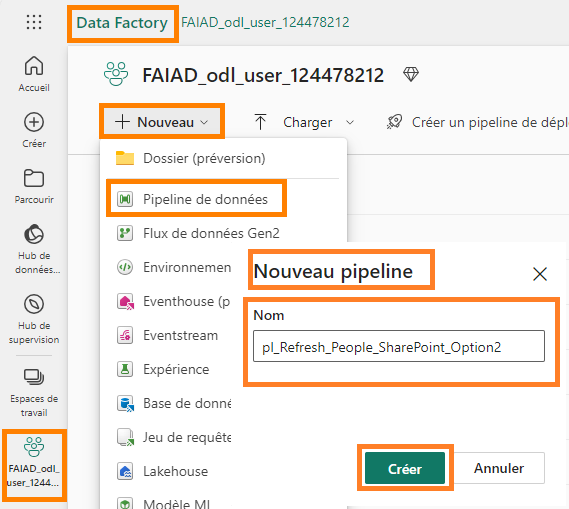 Data Factory FAIAD_odl_user_124478212
Accueil
Créer
Parcourir
Hub de
données...
Hub de
supervision
Espaces de
travail
FAIAD_odl_
user_1244...
FAIAD_odl_user_124478212
Nouveau
Charger
Créer un pipeline de dépl
Dossier (préversion)
Pipeline de données
Flux de données Gen2
Environnemen
Eventhouse (p
Eventstream
Expérience
Base de donné
Jeu de requête
Lakehouse
Modèle ML
Nouveau pipeline
Nom
pl_Refresh_People_SharePoint_Option2
Créer
Annuler